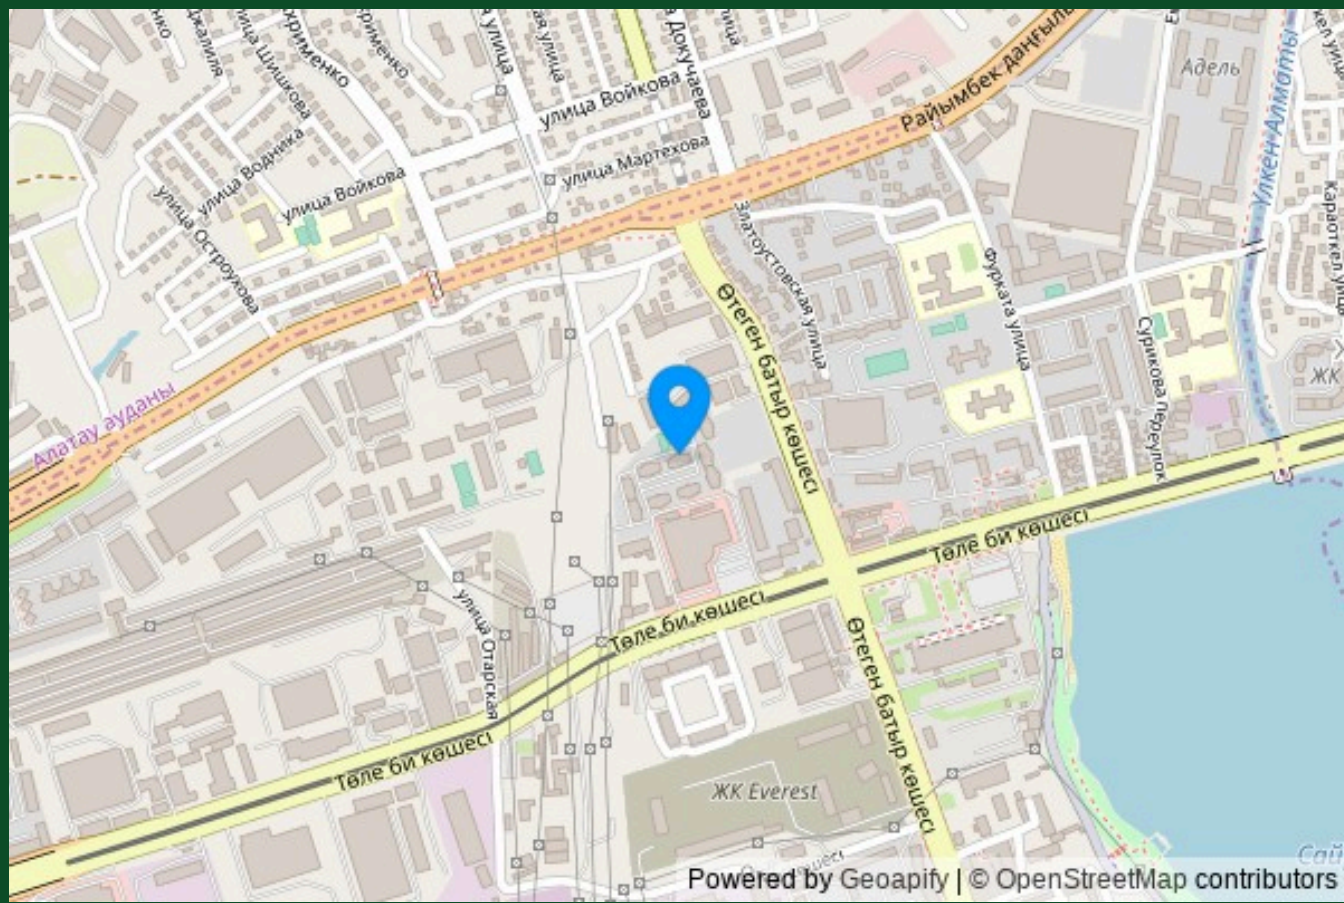 Адель
Райымбек даңғылы
Үлкен Алматы
улица Войкова
улица Мартехова
улица Шишкова
улица Водника
улица Войкова
улица Остроухова
Златоустовская улица
Фурката улица
Өтеген батыр көшесі
Сурикова переулок
ЖК
Алатау ауданы
Төле би көшесі
улица Отарская
Төле би көшесі
Өтеген батыр көшесі
Төле би көшесі
ЖК Everest
Сай
Powered by Geoapify | © OpenStreetMap contributors